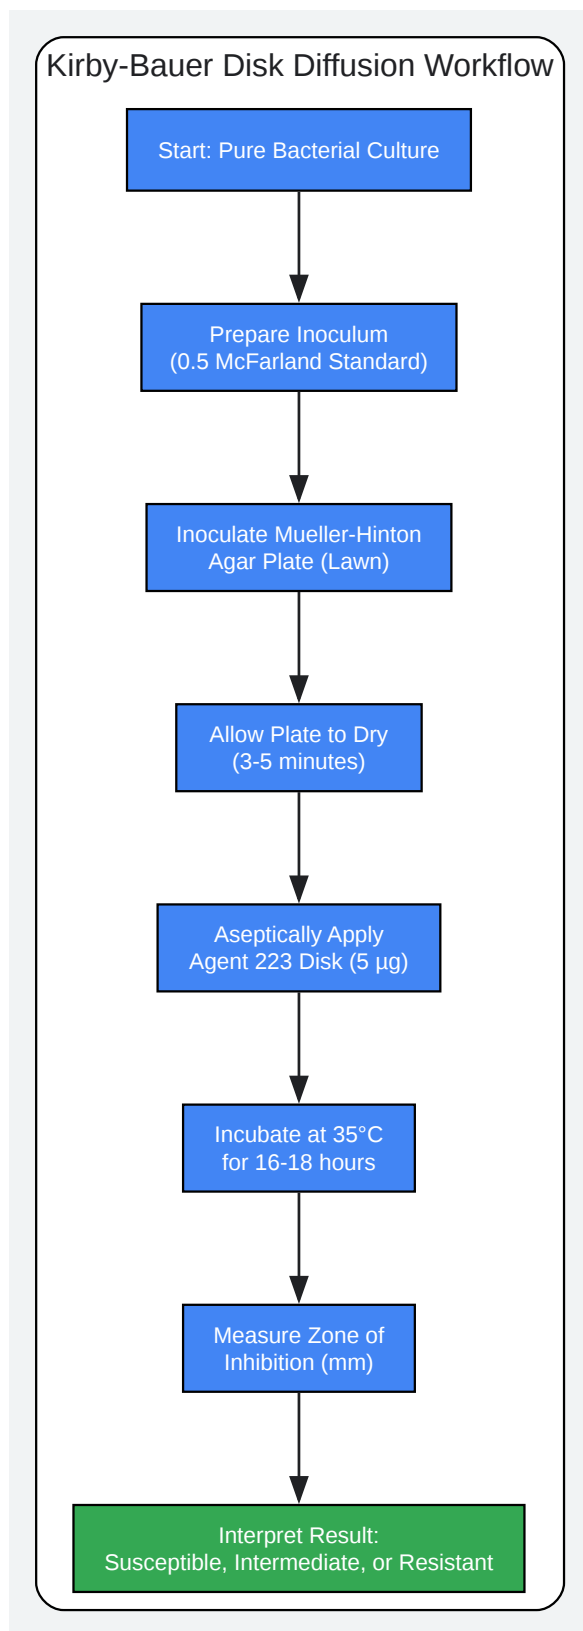 Kirby-Bauer Disk Diffusion Workflow
Start: Pure Bacterial Culture
Prepare Inoculum
(0.5 McFarland Standard)
Inoculate Mueller-Hinton
Agar Plate (Lawn)
Allow Plate to Dry
(3-5 minutes)
Aseptically Apply
Agent 223 Disk (5 µg)
Incubate at 35°C
for 16-18 hours
Measure Zone of
Inhibition (mm)
Interpret Result:
Susceptible, Intermediate, or Resistant